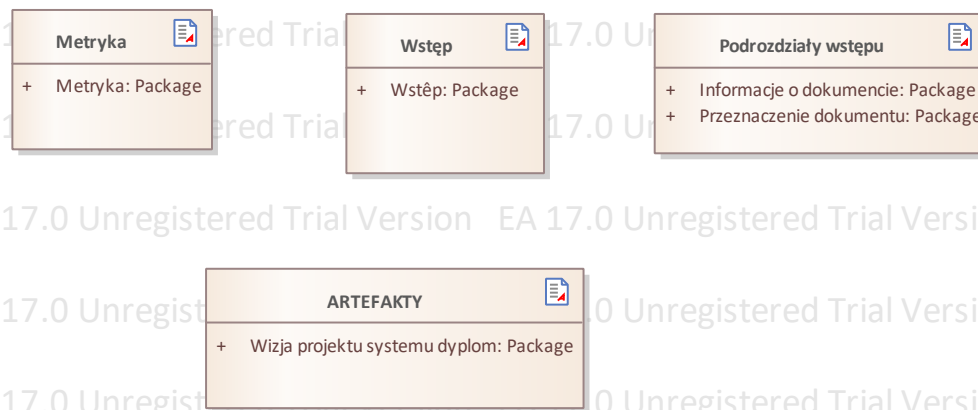 Metryka
+ Metryka: Package
Wstęp
+ Wstêp: Package
Podrozdziały wstępu
+ Informacje o dokumencie: Package
+ Przeznaczenie dokumentu: Package
17.0 Unregistered Trial Version EA 17.0 Unregistered Trial Versi
ARTEFAKTY
+ Wizja projektu systemu dyplom: Package